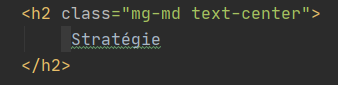 <h2 class="mg-md text-center">
Stratégie
</h2>